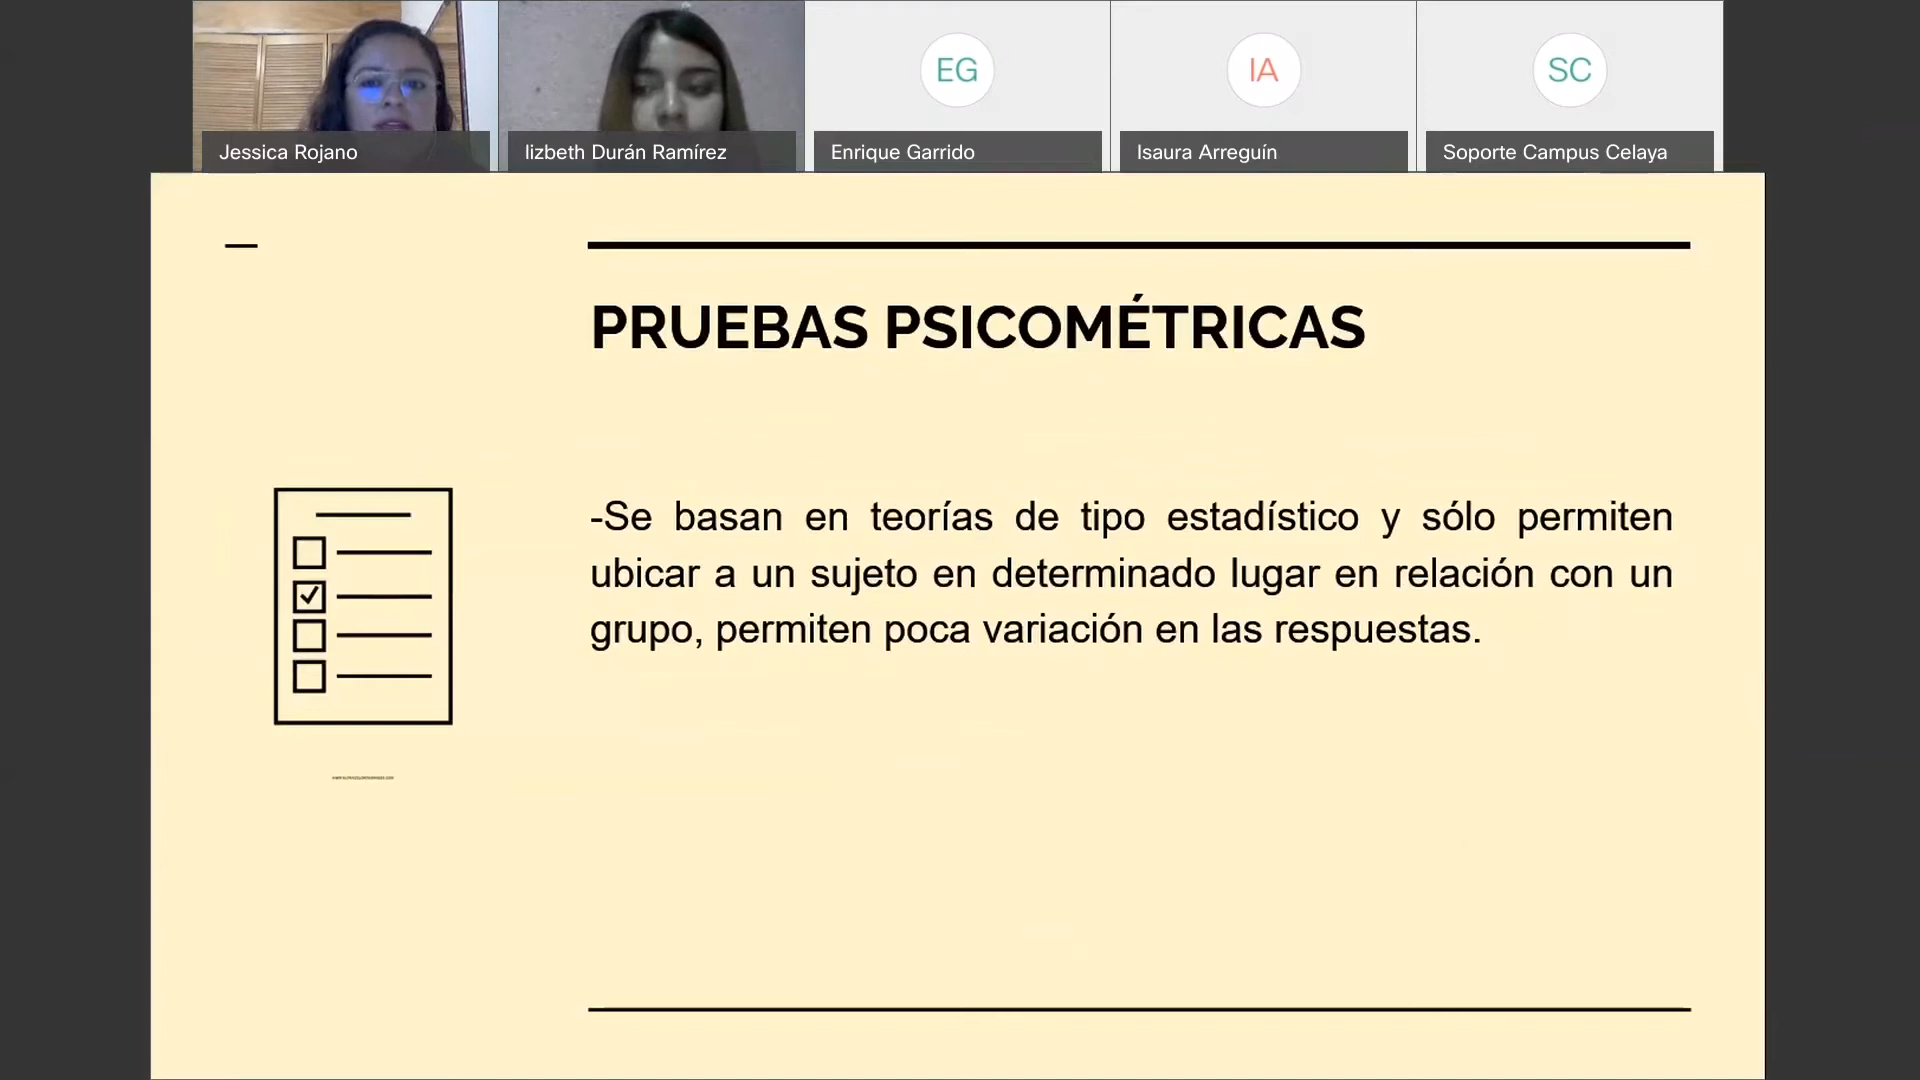 EG
IA
SC
Jessica Rojano
lizbeth Durán Ramírez
Enrique Garrido
Isaura Arreguín
Soporte Campus Celaya
PRUEBAS PSICOMÉTRICAS
-Se basan en teorías de tipo estadístico y sólo permiten
ubicar a un sujeto en determinado lugar en relación con un
grupo, permiten poca variación en las respuestas.